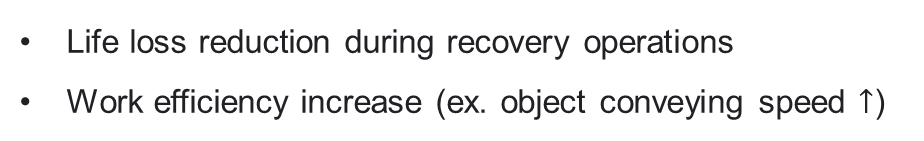 • Life loss reduction during recovery operations
• Work efficiency increase (ex. object conveying speed ↑)